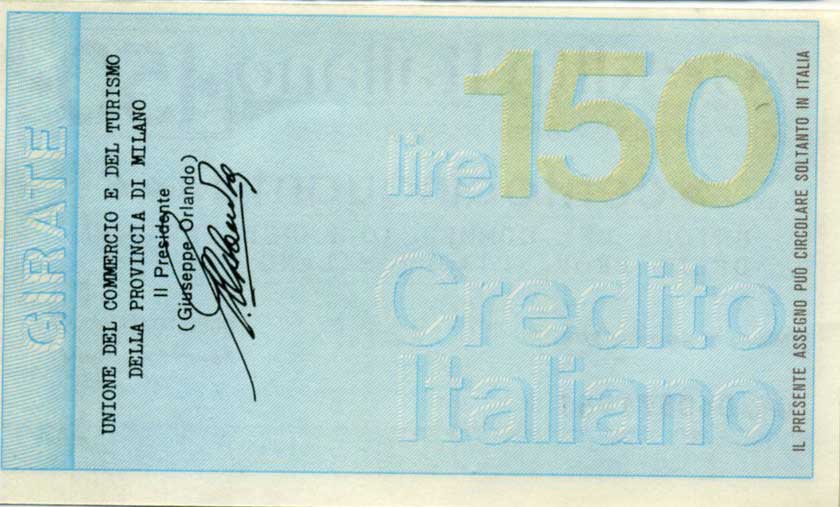 GIRATE
UNIONE DEL COMMERCIO E DEL TURISMO
DELLA PROVINCIA DI MILANO
Il Presidente
(Giuseppe Orlando)
lire 150
Credito
Italiano
IL PRESENTE ASSEGNO PUÒ CIRCOLARE SOLTANTO IN ITALIA